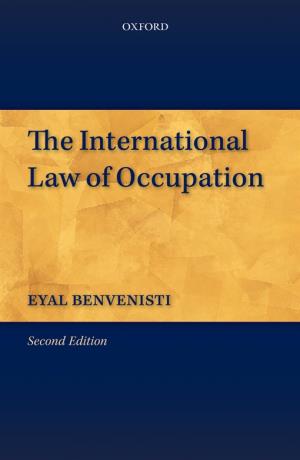 OXFORD
The International
Law of Occupation
EYAL BENVENISTI
Second Edition